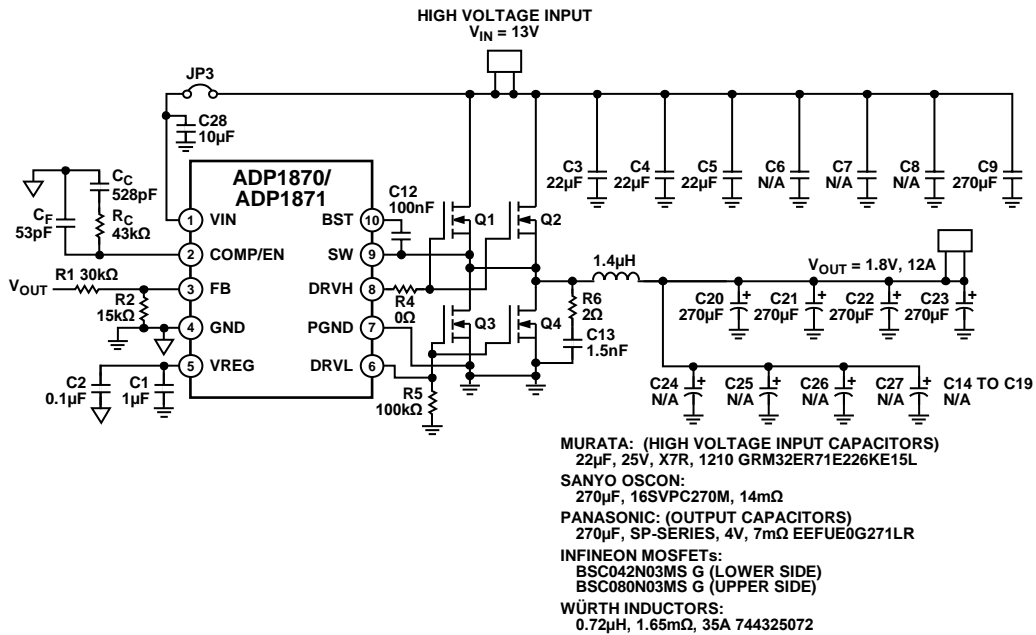 HIGH VOLTAGE INPUT
VIN = 13V
JP3
C28
10µF
C3
22µF
C4
22µF
C5
22µF
C6
N/A
C7
N/A
C8
N/A
C9
270µF
ADP1870/
ADP1871
CC
528pF
CF
53pF
RC
43kΩ
C12
100nF
1 VIN
BST 10
Q1
Q2
2 COMP/EN
SW 9
VOUT
R1 30kΩ
3 FB
DRVH 8
R4
0Ω
R2
15kΩ
4 GND
PGND 7
5 VREG
DRVL 6
Q3
Q4
C2
0.1µF
C1
1µF
R5
100kΩ
1.4µH
R6
2Ω
C13
1.5nF
VOUT = 1.8V, 12A
C20 +
270µF
C21 +
270µF
C22 +
270µF
C23 +
270µF
C24 +
N/A
C25 +
N/A
C26 +
N/A
C27 +
N/A
C14 TO C19
N/A
MURATA: (HIGH VOLTAGE INPUT CAPACITORS)
22µF, 25V, X7R, 1210 GRM32ER71E226KE15L
SANYO OSCON:
270µF, 16SVPC270M, 14mΩ
PANASONIC: (OUTPUT CAPACITORS)
270µF, SP-SERIES, 4V, 7mΩ EEFUE0G271LR
INFINEON MOSFETs:
BSC042N03MS G (LOWER SIDE)
BSC080N03MS G (UPPER SIDE)
WÜRTH INDUCTORS:
0.72µH, 1.65mΩ, 35A 744325072